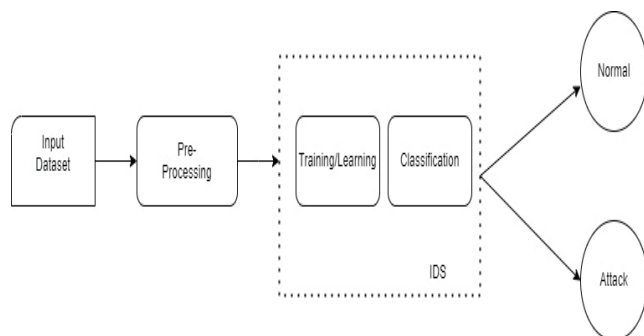 Input
Dataset
Pre-
Processing
Training/Learning
Classification
IDS
Normal
Attack